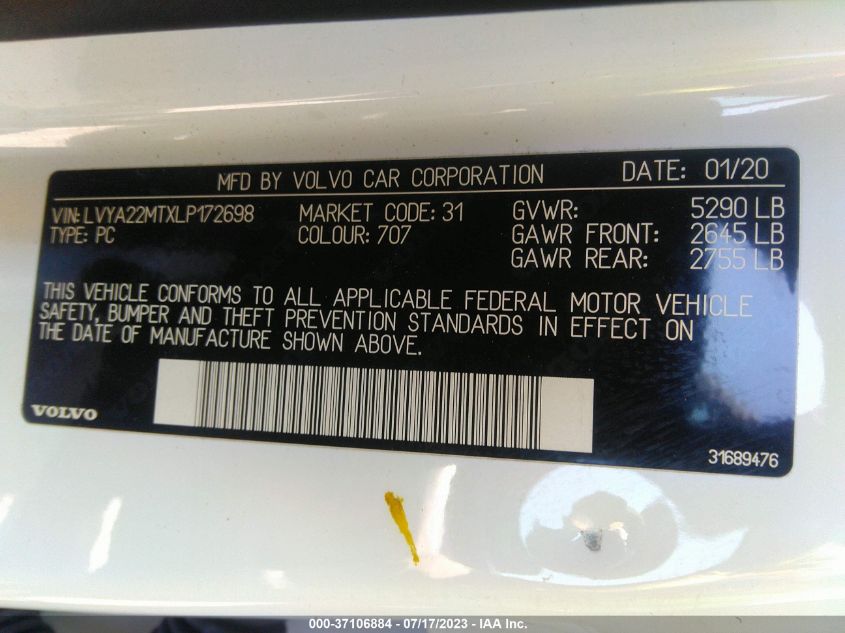 MFD BY VOLVO CAR CORPORATION DATE: 01/20
VIN: LVYA22MTXLP172698 MARKET CODE: 31 GVWR: 5290 LB
TYPE: PC COLOUR: 707 GAWR FRONT: 2645 LB
GAWR REAR: 2755 LB
THIS VEHICLE CONFORMS TO ALL APPLICABLE FEDERAL MOTOR VEHICLE
SAFETY, BUMPER AND THEFT PREVENTION STANDARDS IN EFFECT ON
THE DATE OF MANUFACTURE SHOWN ABOVE.
VOLVO
31689476
000-37106884 - 07/17/2023 - IAA Inc.